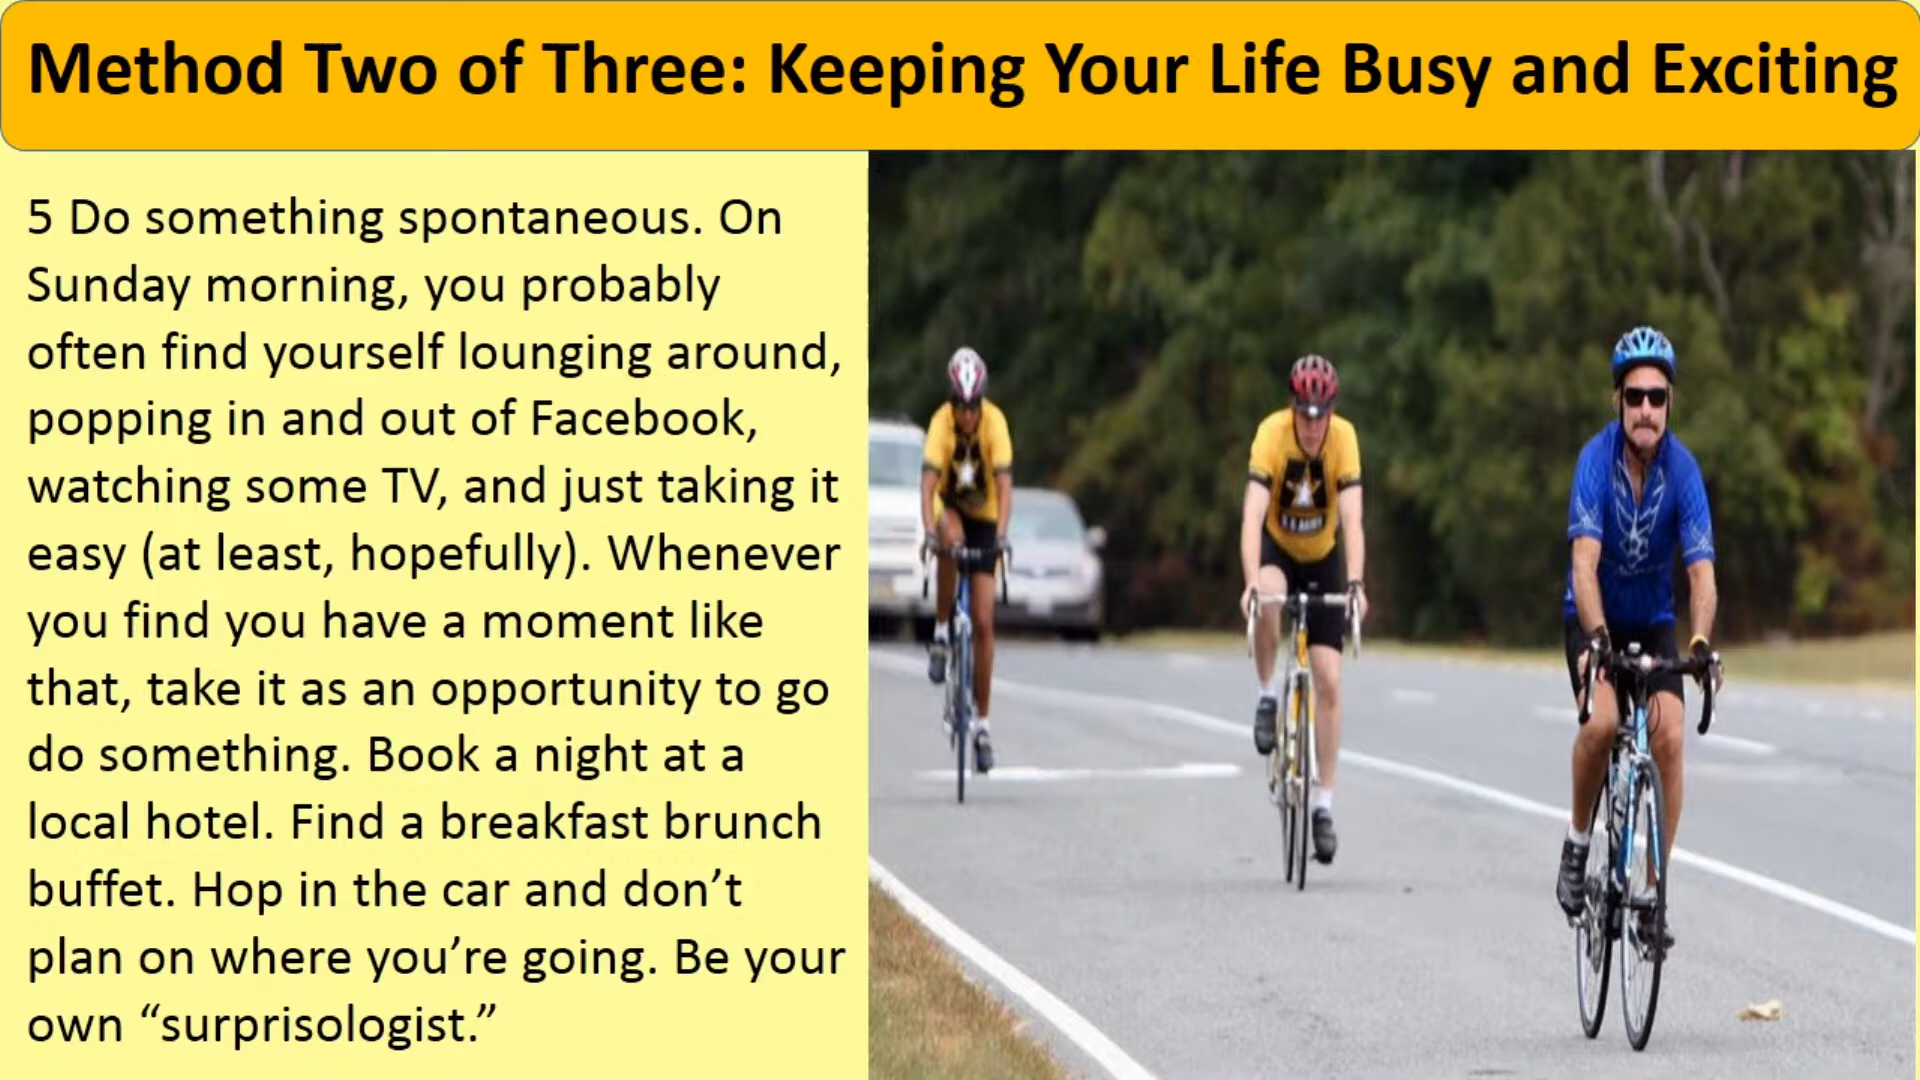 Method Two of Three: Keeping Your Life Busy and Exciting
5 Do something spontaneous. On
Sunday morning, you probably
often find yourself lounging around,
popping in and out of Facebook,
watching some TV, and just taking it
easy (at least, hopefully). Whenever
you find you have a moment like
that, take it as an opportunity to go
do something. Book a night at a
local hotel. Find a breakfast brunch
buffet. Hop in the car and don’t
plan on where you’re going. Be your
own “surprisologist.”
U.S.ARMY